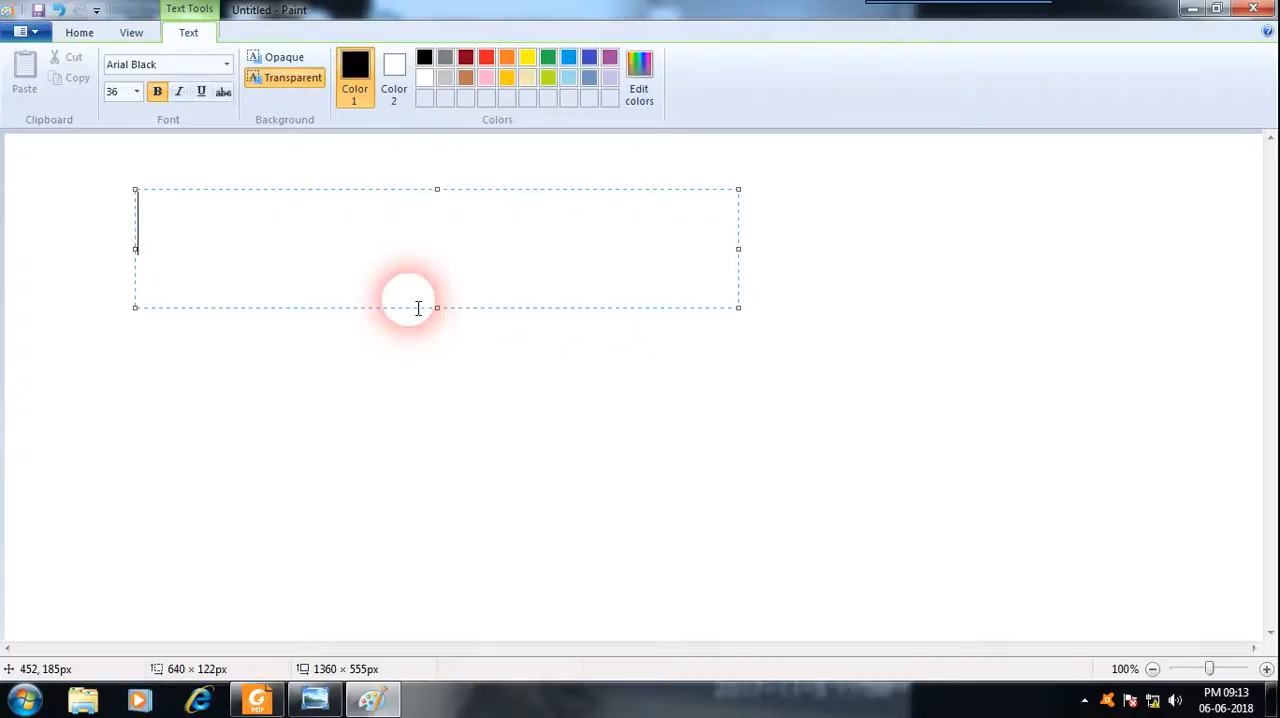 Text Tools
Untitled - Paint
Home
View
Text
Paste
Cut
Copy
Clipboard
Arial Black
36
B
I
U
abc
Font
Opaque
Transparent
Background
Color
1
Color
2
Edit
colors
Colors
452, 185px
640 × 122px
1360 × 555px
100%
PDF
PM 09:13
06-06-2018